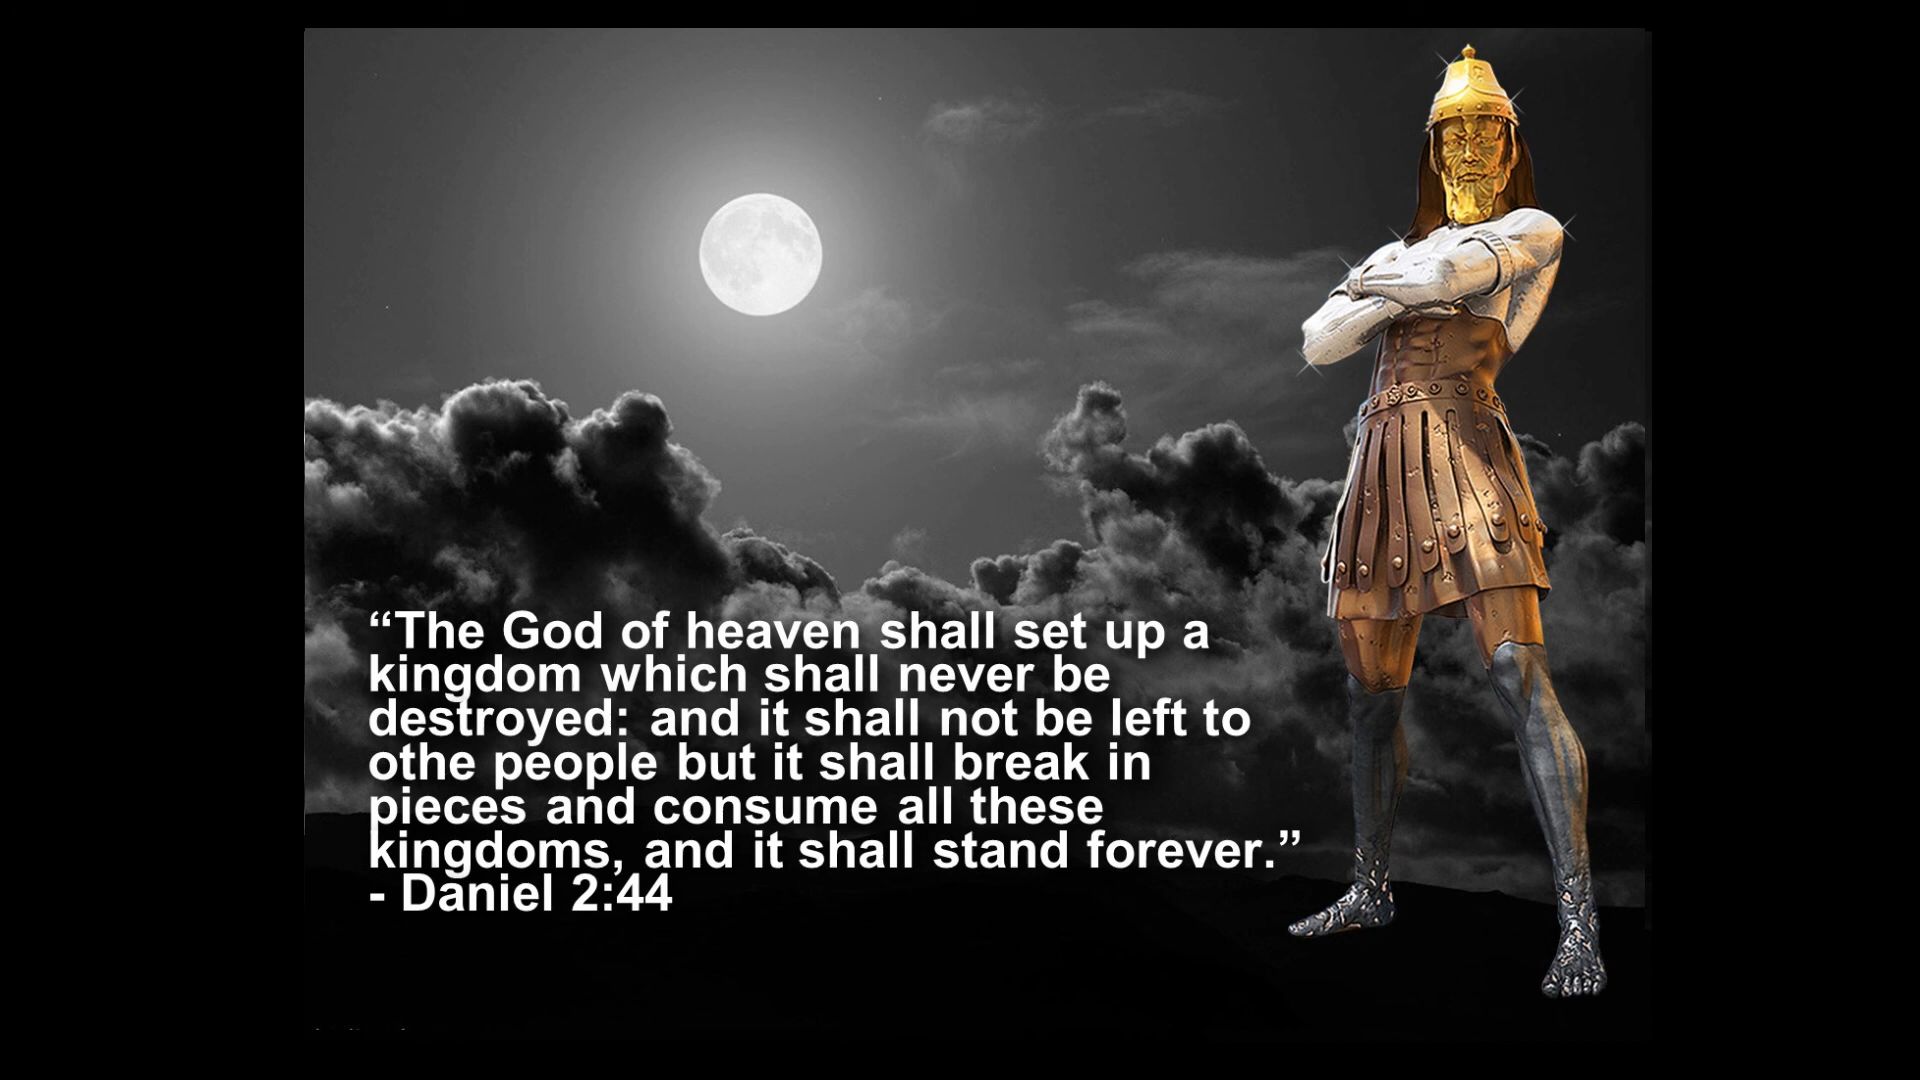 “The God of heaven shall set up a
kingdom which shall never be
destroyed: and it shall not be left to
othe people but it shall break in
pieces and consume all these
kingdoms, and it shall stand forever.”
- Daniel 2:44